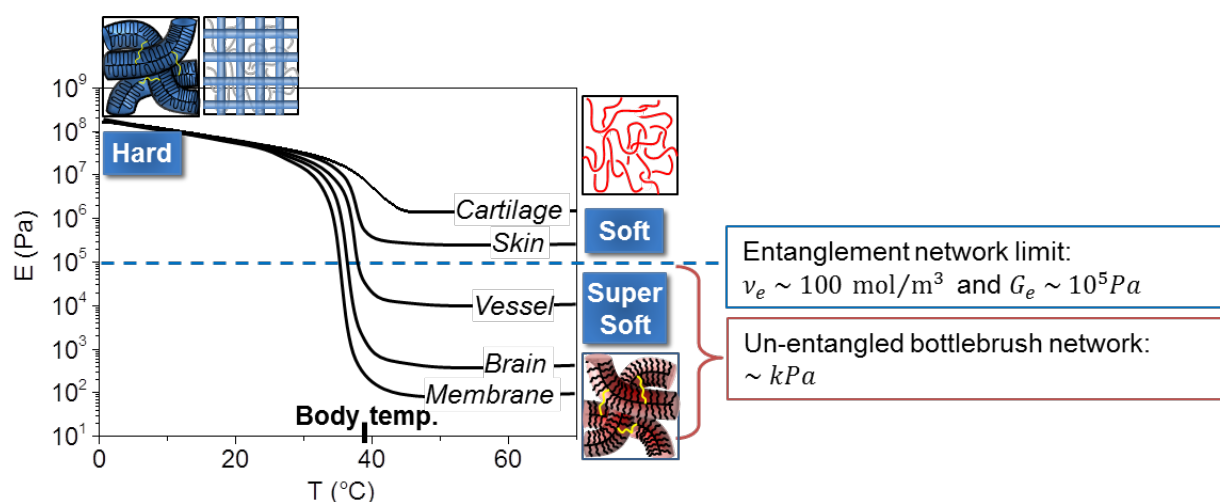 10⁹
10⁸
10⁷
10⁶
10⁵
10⁴
10³
10²
10¹
E (Pa)
Hard
Cartilage
Skin
Vessel
Brain
Membrane
Body temp.
0
20
40
60
T (°C)
Soft
Super
Soft
Entanglement network limit:
νₑ ~ 100 mol/m³ and Gₑ ~ 10⁵Pa
Un-entangled bottlebrush network:
~ kPa